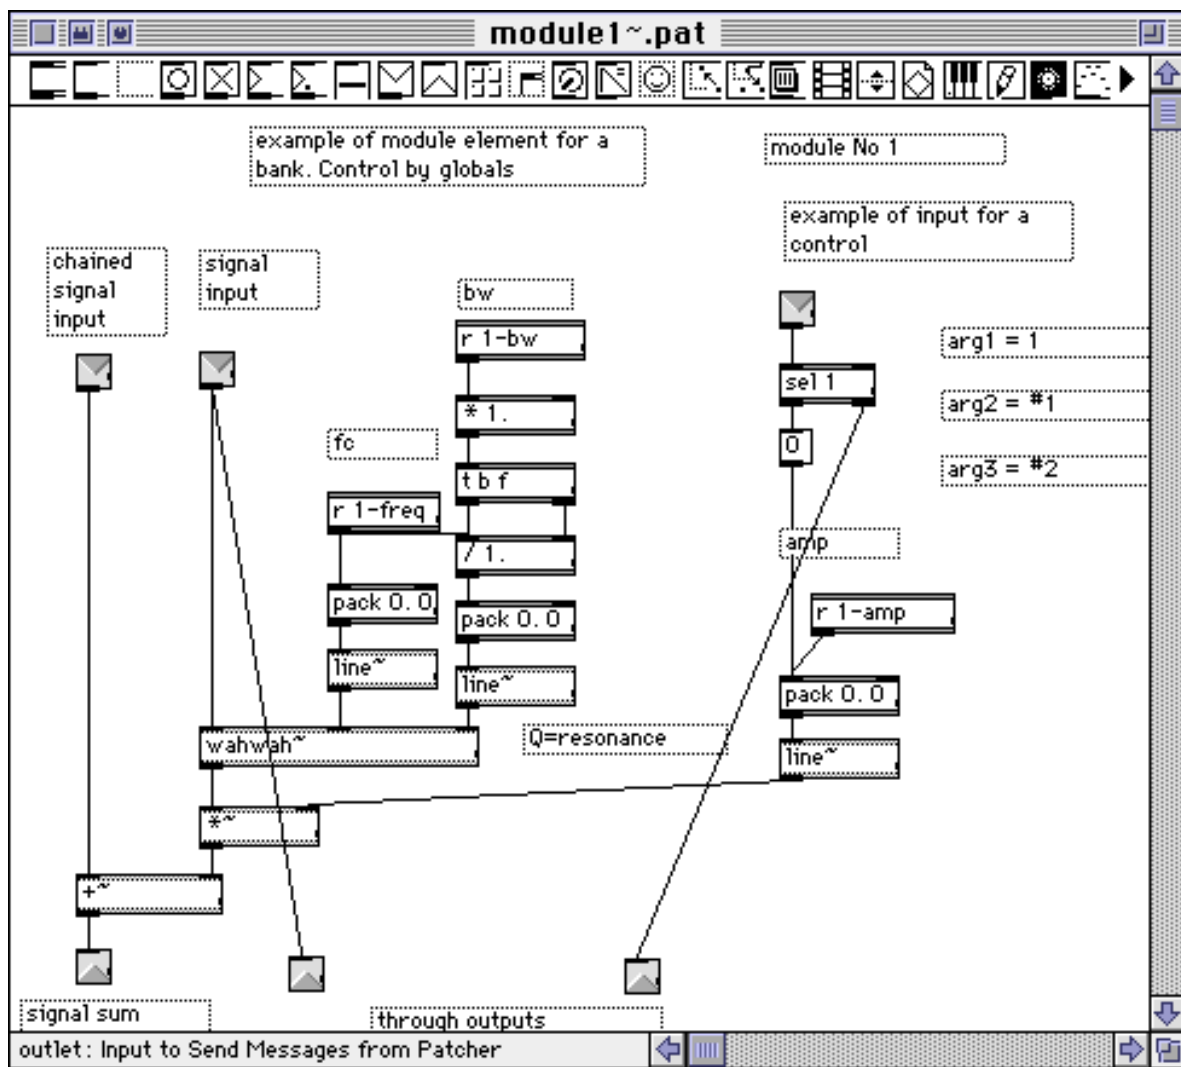 module1~.pat
example of module element for a
bank. Control by globals
module No 1
example of input for a
control
chained
signal
input
signal
input
bw
r 1-bw
arg1 = 1
sel 1
* 1.
arg2 = #1
fc
0
t b f
arg3 = #2
r 1-freq
amp
/ 1.
pack 0. 0
pack 0. 0
r 1-amp
line~
line~
pack 0. 0
wahwah~
Q=resonance
line~
*~
+~
signal sum
through outputs
outlet: Input to Send Messages from Patcher